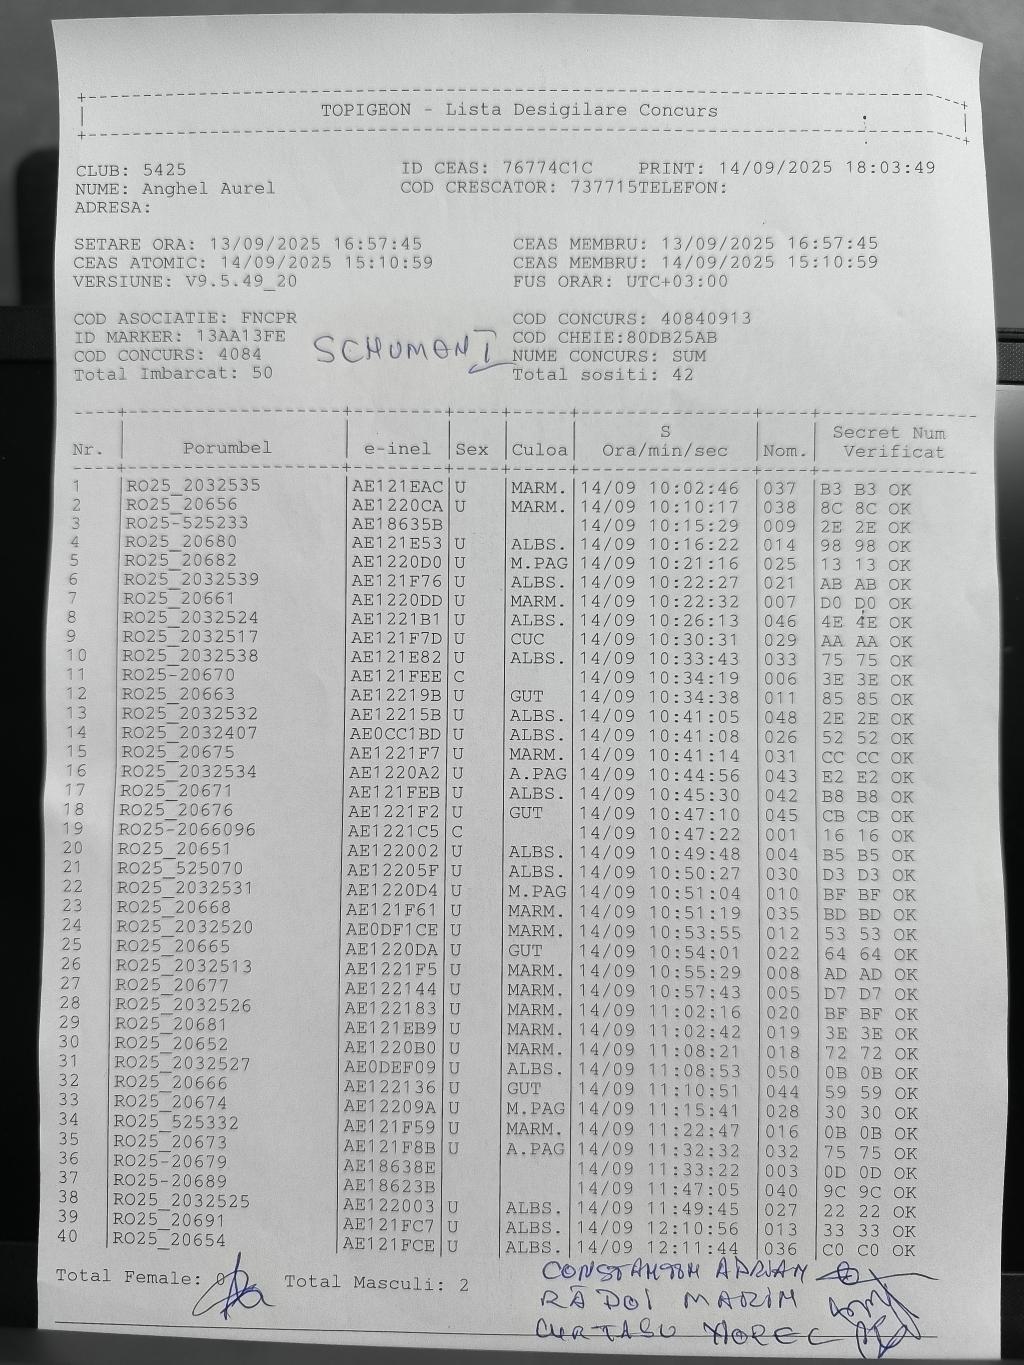 TOPIGEON - Lista Desigilare Concurs
CLUB: 5425 ID CEAS: 76774C1C PRINT: 14/09/2025 18:03:49
NUME: Anghel Aurel COD CRESCATOR: 737715TELEFON:
ADRESA:
SETARE ORA: 13/09/2025 16:57:45 CEAS MEMBRU: 13/09/2025 16:57:45
CEAS ATOMIC: 14/09/2025 15:10:59 CEAS MEMBRU: 14/09/2025 15:10:59
VERSIUNE: V9.5.49_20 FUS ORAR: UTC+03:00
COD ASOCIATIE: FNCPR COD CONCURS: 40840913
ID MARKER: 13AA13FE COD CHEIE:80DB25AB
COD CONCURS: 4084 SCHUMAN I NUME CONCURS: SUM
Total Imbarcat: 50 Total sositi: 42
Nr. Porumbel e-inel Sex Culoa S Ora/min/sec Nom. Secret Num Verificat
1 RO25_2032535 AE121EAC U MARM. 14/09 10:02:46 037 B3 B3 OK
2 RO25_20656 AE1220CA U MARM. 14/09 10:10:17 038 8C 8C OK
3 RO25-525233 AE18635B 14/09 10:15:29 009 2E 2E OK
4 RO25_20680 AE121E53 U ALBS. 14/09 10:16:22 014 98 98 OK
5 RO25_20682 AE1220D0 U M.PAG 14/09 10:21:16 025 13 13 OK
6 RO25_2032539 AE121F76 U ALBS. 14/09 10:22:27 021 AB AB OK
7 RO25_20661 AE1220DD U MARM. 14/09 10:22:32 007 D0 D0 OK
8 RO25_2032524 AE1221B1 U ALBS. 14/09 10:26:13 046 4E 4E OK
9 RO25_2032517 AE121F7D U CUC 14/09 10:30:31 029 AA AA OK
10 RO25_2032538 AE121E82 U ALBS. 14/09 10:33:43 033 75 75 OK
11 RO25-20670 AE121FEE C 14/09 10:34:19 006 3E 3E OK
12 RO25_20663 AE12219B U GUT 14/09 10:34:38 011 85 85 OK
13 RO25_2032532 AE12215B U ALBS. 14/09 10:41:05 048 2E 2E OK
14 RO25_2032407 AE0CC1BD U ALBS. 14/09 10:41:08 026 52 52 OK
15 RO25_20675 AE1221F7 U MARM. 14/09 10:41:14 031 CC CC OK
16 RO25_2032534 AE1220A2 U A.PAG 14/09 10:44:56 043 E2 E2 OK
17 RO25_20671 AE121FEB U ALBS. 14/09 10:45:30 042 B8 B8 OK
18 RO25_20676 AE1221F2 U GUT 14/09 10:47:10 045 CB CB OK
19 RO25-2066096 AE1221C5 C 14/09 10:47:22 001 16 16 OK
20 RO25_20651 AE122002 U ALBS. 14/09 10:49:48 004 B5 B5 OK
21 RO25_525070 AE12205F U ALBS. 14/09 10:50:27 030 D3 D3 OK
22 RO25_2032531 AE1220D4 U M.PAG 14/09 10:51:04 010 BF BF OK
23 RO25_20668 AE121F61 U MARM. 14/09 10:51:19 035 BD BD OK
24 RO25_2032520 AE0DF1CE U MARM. 14/09 10:53:55 012 53 53 OK
25 RO25_20665 AE1220DA U GUT 14/09 10:54:01 022 64 64 OK
26 RO25_2032513 AE1221F5 U MARM. 14/09 10:55:29 008 AD AD OK
27 RO25_20677 AE122144 U MARM. 14/09 10:57:43 005 D7 D7 OK
28 RO25_2032526 AE122183 U MARM. 14/09 11:02:16 020 BF BF OK
29 RO25_20681 AE121EB9 U MARM. 14/09 11:02:42 019 3E 3E OK
30 RO25_20652 AE1220B0 U MARM. 14/09 11:08:21 018 72 72 OK
31 RO25_2032527 AE0DEF09 U ALBS. 14/09 11:08:53 050 0B 0B OK
32 RO25_20666 AE122136 U GUT 14/09 11:10:51 044 59 59 OK
33 RO25_20674 AE12209A U M.PAG 14/09 11:15:41 028 30 30 OK
34 RO25_525332 AE121F59 U MARM. 14/09 11:22:47 016 0B 0B OK
35 RO25_20673 AE121F8B U A.PAG 14/09 11:32:32 032 75 75 OK
36 RO25-20679 AE18638E 14/09 11:33:22 003 0D 0D OK
37 RO25-20689 AE18623B 14/09 11:47:05 040 9C 9C OK
38 RO25_2032525 AE122003 U ALBS. 14/09 11:49:45 027 22 22 OK
39 RO25_20691 AE121FC7 U ALBS. 14/09 12:10:56 013 33 33 OK
40 RO25_20654 AE121FCE U ALBS. 14/09 12:11:44 036 C0 C0 OK
Total Female: 0 Total Masculi: 2
CONSTANTIN ADRIAN
RĂDOI MARIN